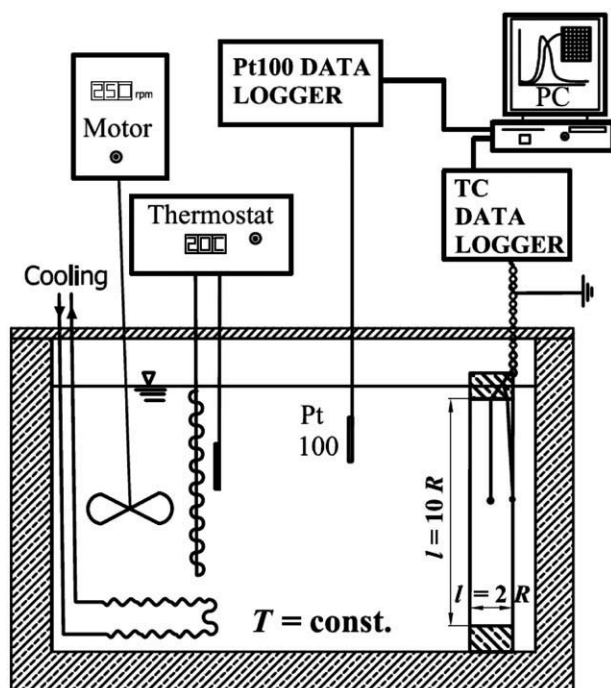 250 rpm
Motor
Pt100 DATA
LOGGER
PC
Thermostat
20C
TC
DATA
LOGGER
Cooling
Pt
100
l = 10 R
l = 2 R
T = const.